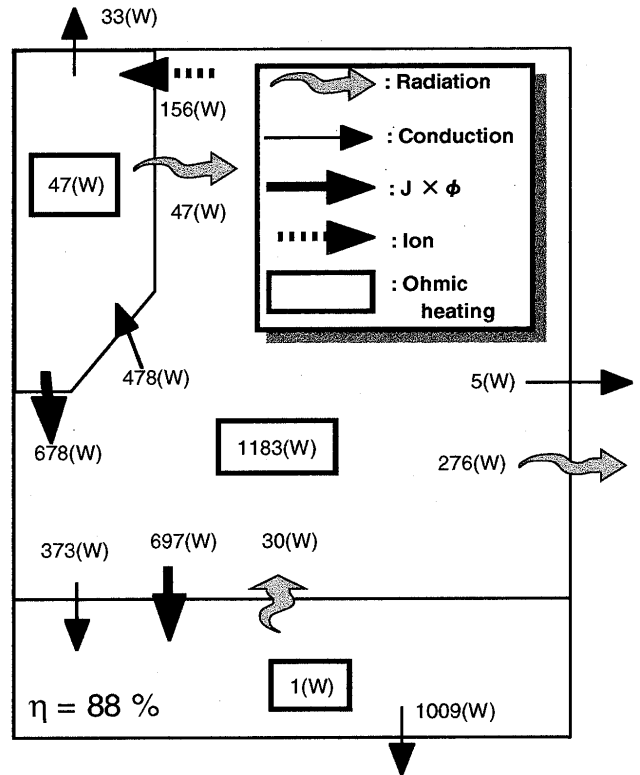 33(W)
156(W)
47(W)
47(W)
478(W)
678(W)
: Radiation
: Conduction
: J × ϕ
: Ion
: Ohmic
heating
5(W)
1183(W)
276(W)
373(W)
697(W)
30(W)
1(W)
η = 88 %
1009(W)